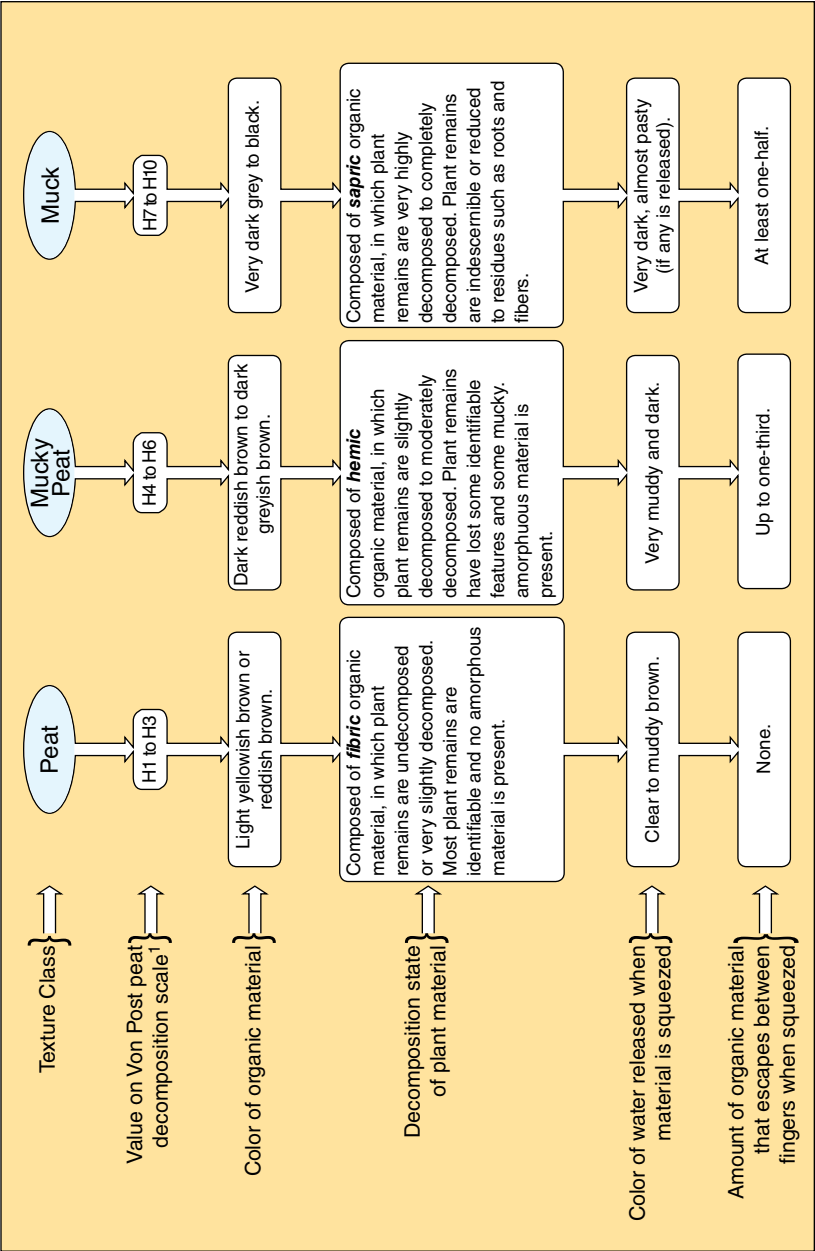 Texture Class
Peat
Mucky
Peat
Muck
Value on Von Post peat
decomposition scale1
H1 to H3
H4 to H6
H7 to H10
Color of organic material
Light yellowish brown or
reddish brown.
Dark reddish brown to dark
greyish brown.
Very dark grey to black.
Decomposition state
of plant material
Composed of fibric organic
material, in which plant
remains are undecomposed
or very slightly decomposed.
Most plant remains are
identifiable and no amorphous
material is present.
Composed of hemic
organic material, in which
plant remains are slightly
decomposed to moderately
decomposed. Plant remains
have lost some identifiable
features and some mucky.
amorphuous material is
present.
Composed of sapric organic
material, in which plant
remains are very highly
decomposed to completely
decomposed. Plant remains
are indescernible or reduced
to residues such as roots and
fibers.
Color of water released when
material is squeezed
Clear to muddy brown.
Very muddy and dark.
Very dark, almost pasty
(if any is released).
Amount of organic material
that escapes between
fingers when squeezed
None.
Up to one-third.
At least one-half.